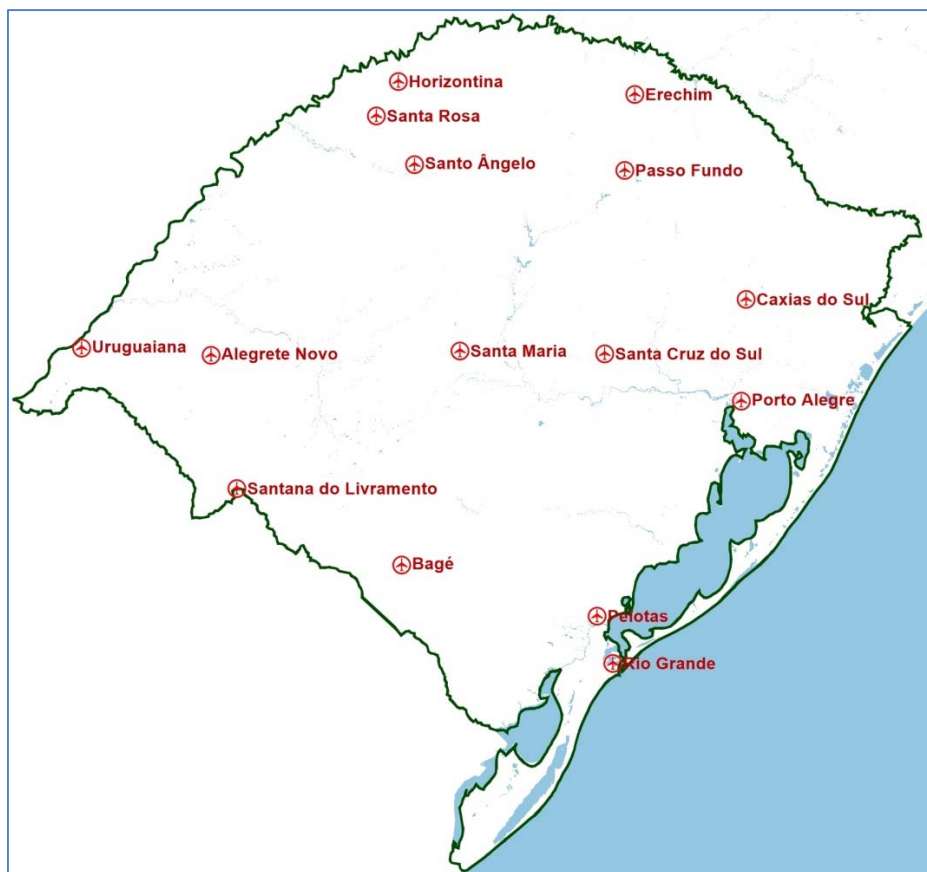 Horizontina
Erechim
Santa Rosa
Santo Ângelo
Passo Fundo
Caxias do Sul
Uruguaiana
Alegrete Novo
Santa Maria
Santa Cruz do Sul
Porto Alegre
Santana do Livramento
Bagé
Pelotas
Rio Grande